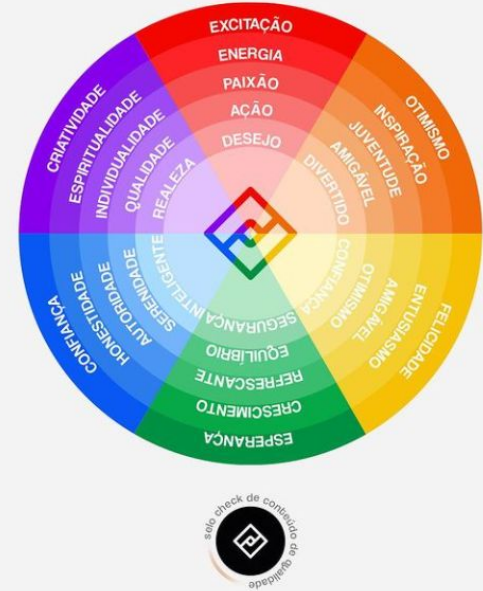 EXCITAÇÃO
ENERGIA
PAIXÃO
AÇÃO
DESEJO
OTIMISMO
INSPIRAÇÃO
JUVENTUDE
AMIGÁVEL
DIVERTIDO
FELICIDADE
ENTUSIASMO
AMIGÁVEL
OTIMISMO
CONFIANÇA
SEGURANÇA
EQUILÍBRIO
REFRESCANTE
CRESCIMENTO
ESPERANÇA
CONFIANÇA
HONESTIDADE
AUTORIDADE
SERENIDADE
INTELIGENTE
CRIATIVIDADE
ESPIRITUALIDADE
INDIVIDUALIDADE
QUALIDADE
REALEZA
selo check de conteúdo de qualidade